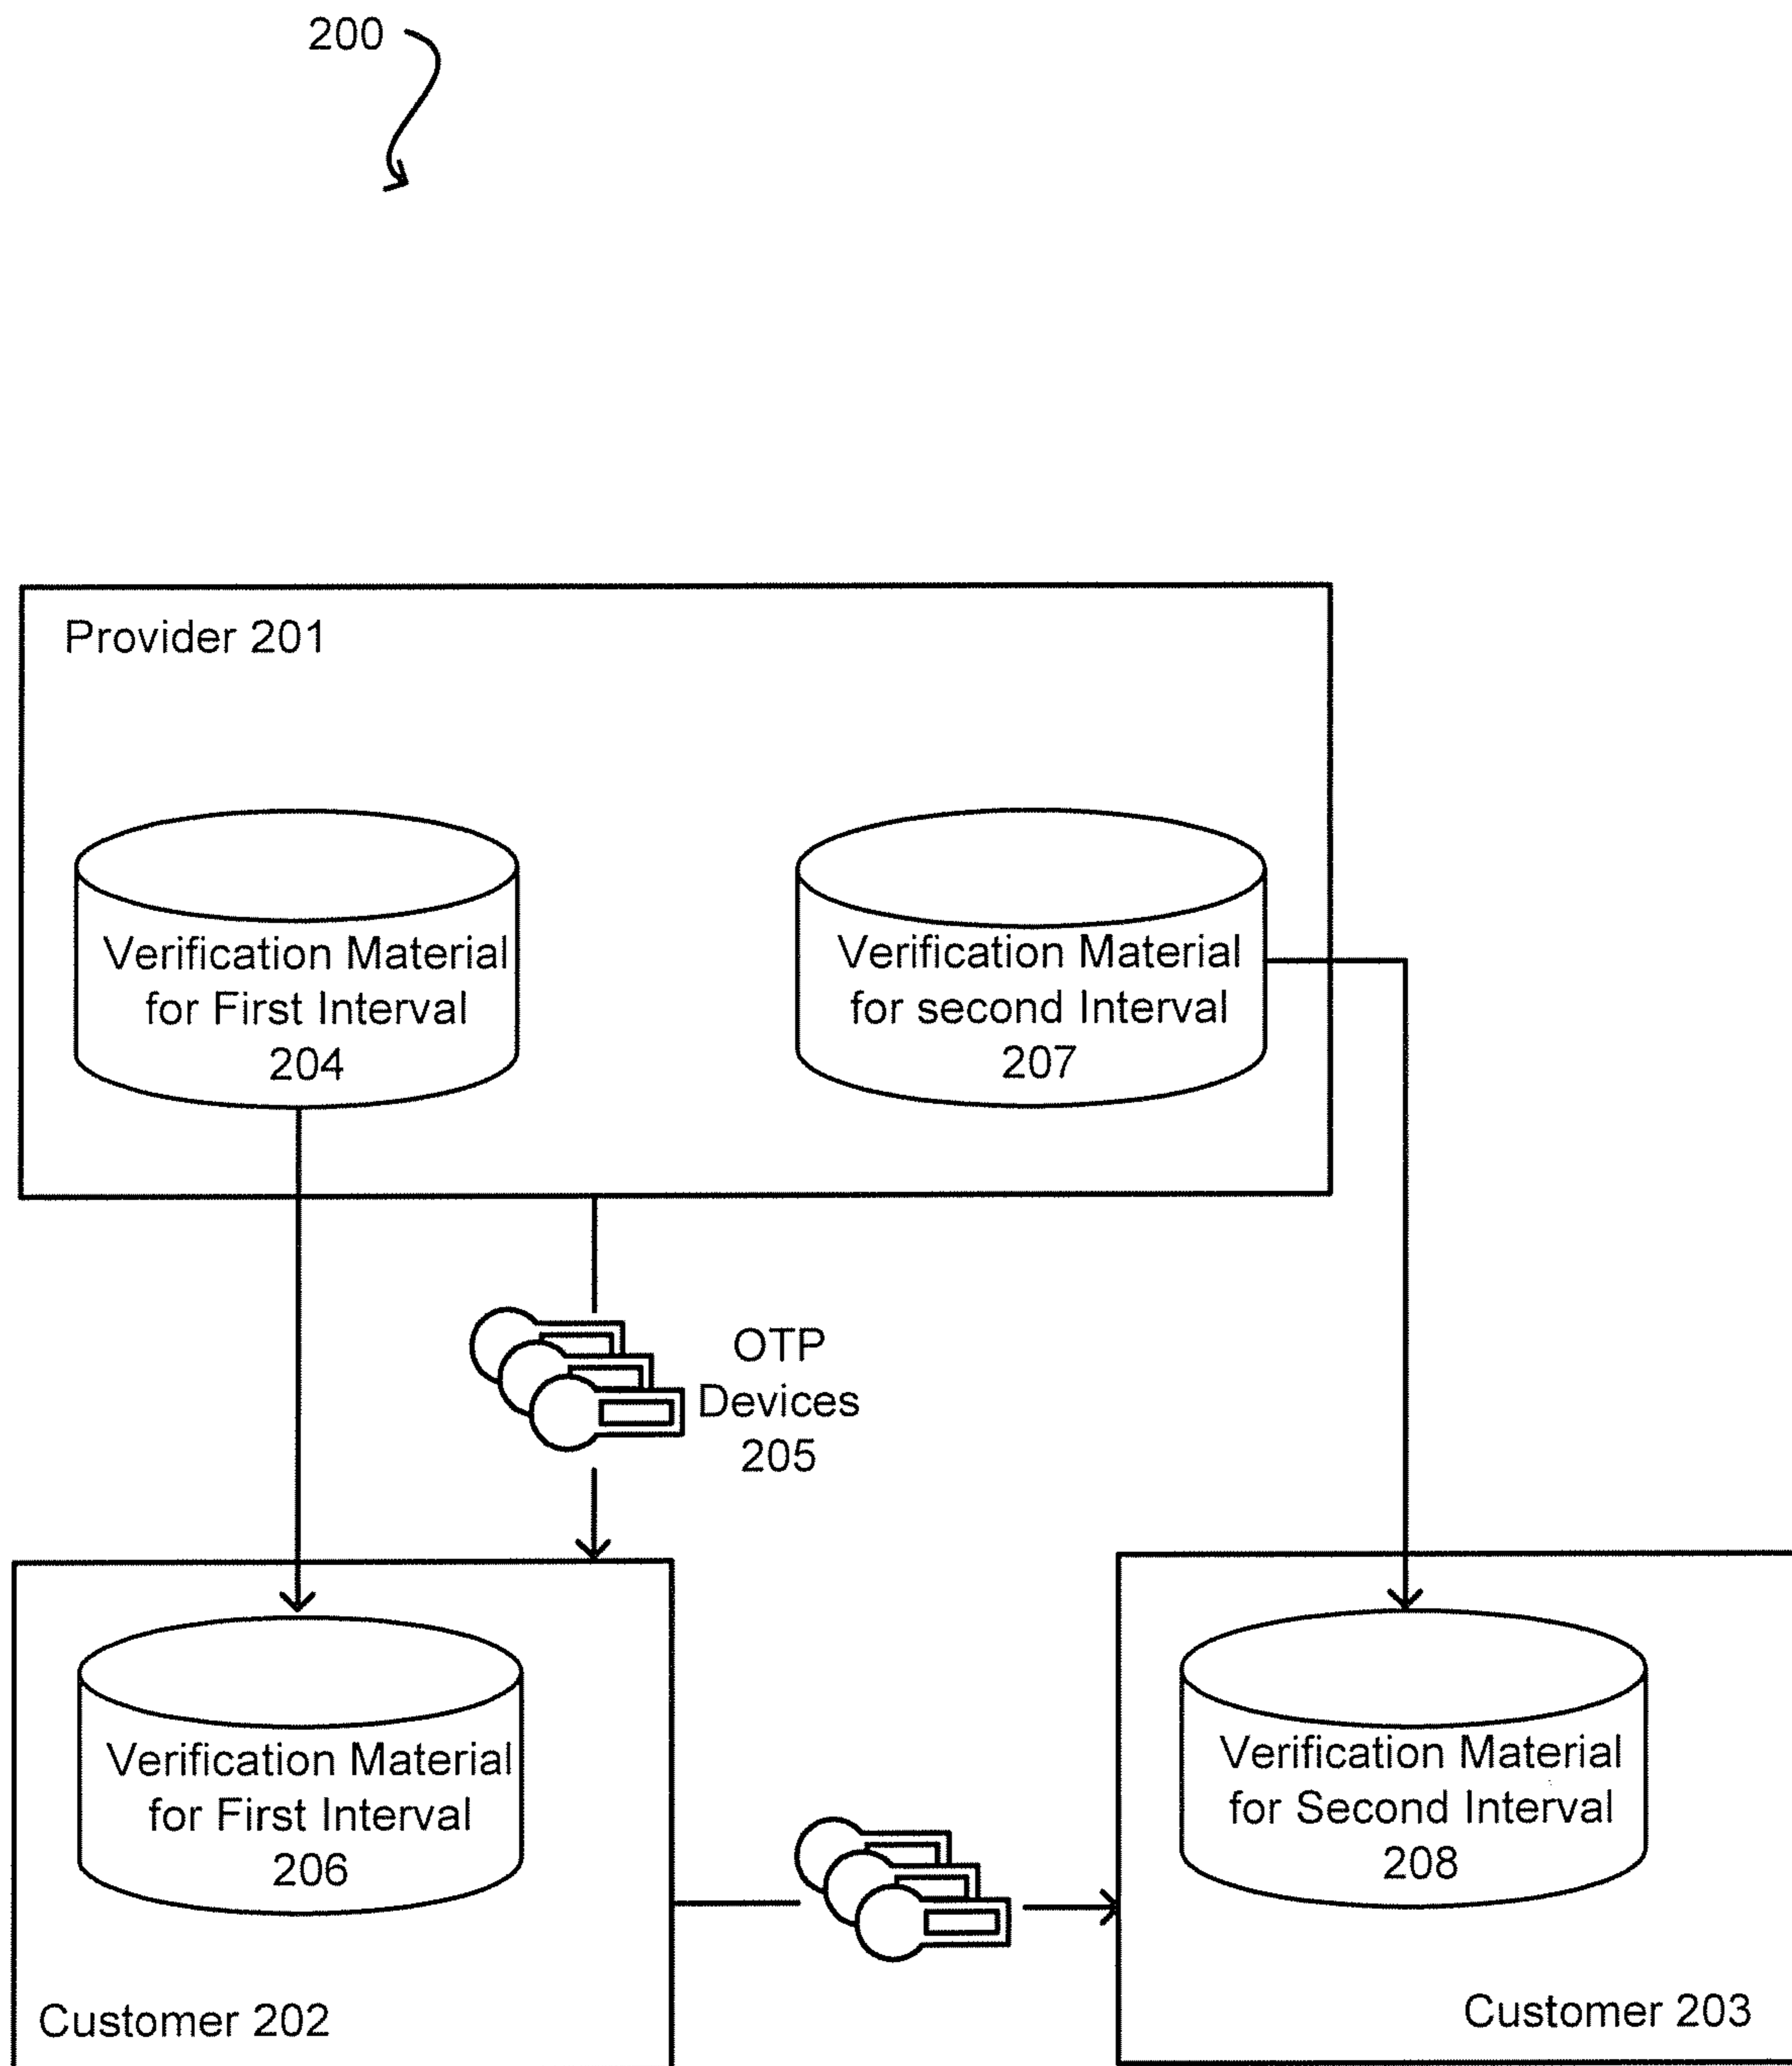 200
Provider 201
Verification Material
for First Interval
204
Verification Material
for second Interval
207
OTP
Devices
205
Verification Material
for First Interval
206
Verification Material
for Second Interval
208
Customer 202
Customer 203